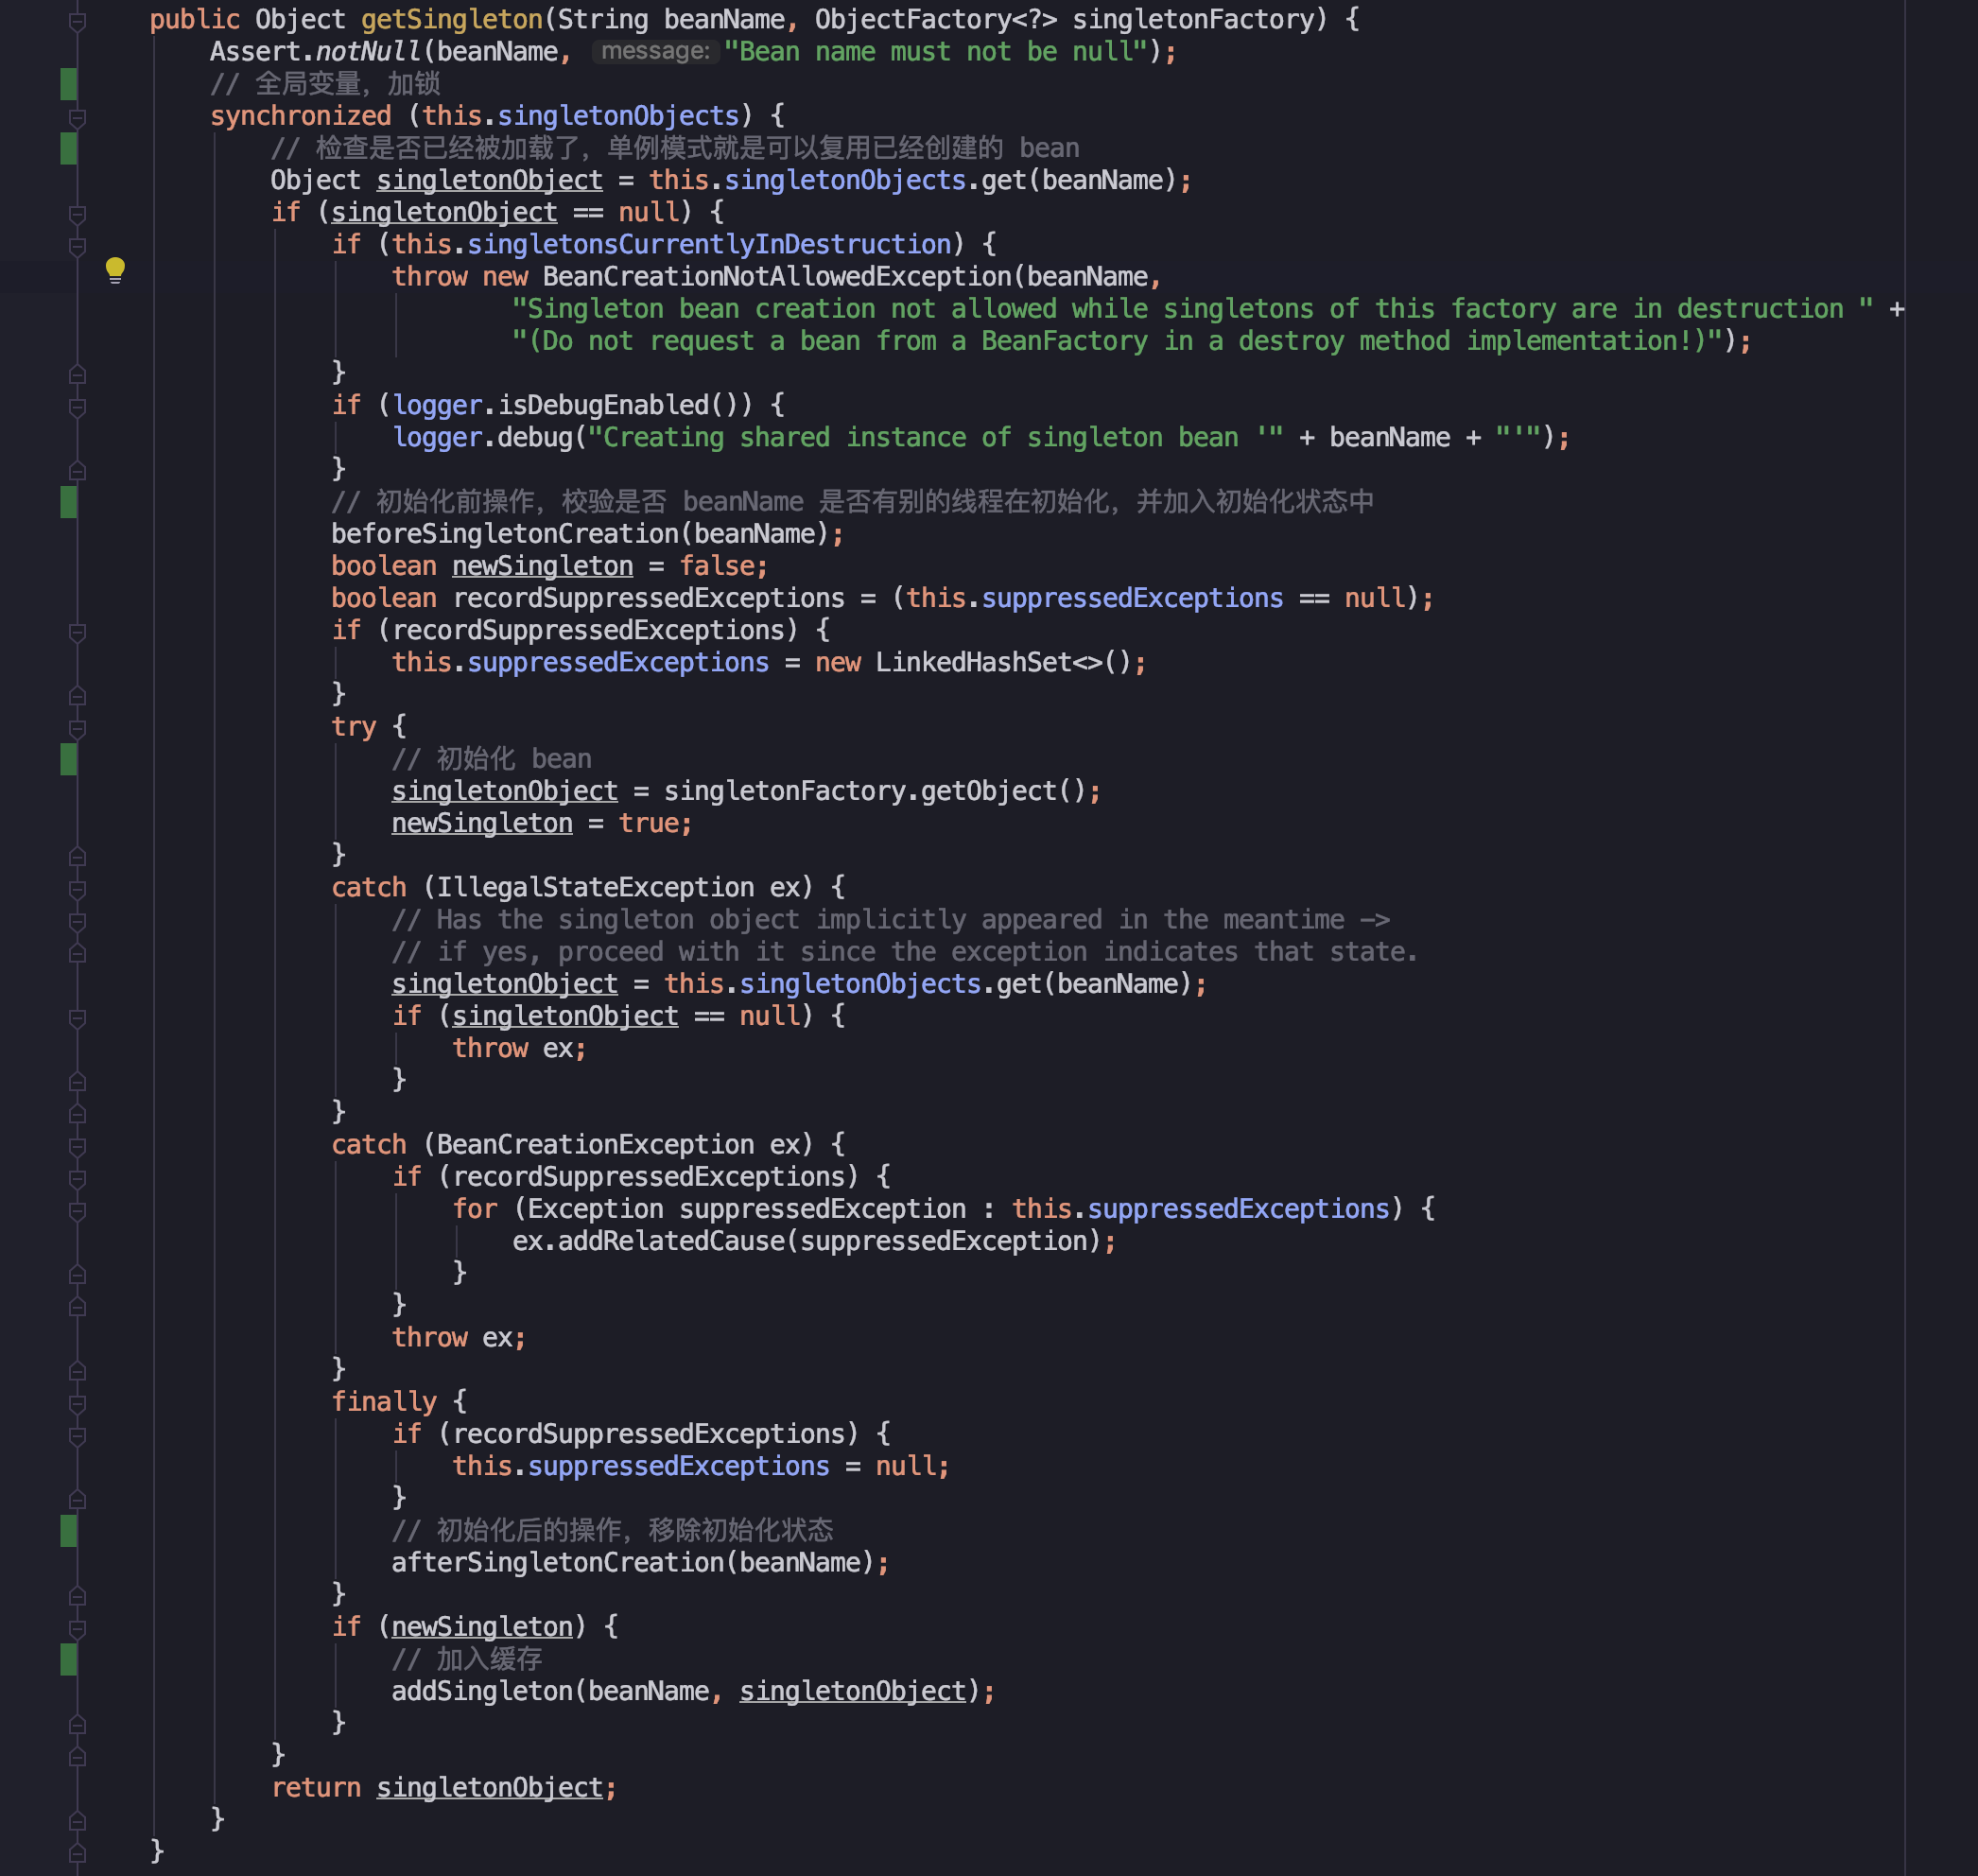 public Object getSingleton(String beanName, ObjectFactory<?> singletonFactory) {
Assert.notNull(beanName, message: "Bean name must not be null");
// 全局变量，加锁
synchronized (this.singletonObjects) {
// 检查是否已经被加载了，单例模式就是可以复用已经创建的 bean
Object singletonObject = this.singletonObjects.get(beanName);
if (singletonObject == null) {
if (this.singletonsCurrentlyInDestruction) {
throw new BeanCreationNotAllowedException(beanName,
"Singleton bean creation not allowed while singletons of this factory are in destruction " +
"(Do not request a bean from a BeanFactory in a destroy method implementation!)");
}
if (logger.isDebugEnabled()) {
logger.debug("Creating shared instance of singleton bean '" + beanName + "'");
}
// 初始化前操作，校验是否 beanName 是否有别的线程在初始化，并加入初始化状态中
beforeSingletonCreation(beanName);
boolean newSingleton = false;
boolean recordSuppressedExceptions = (this.suppressedExceptions == null);
if (recordSuppressedExceptions) {
this.suppressedExceptions = new LinkedHashSet<>();
}
try {
// 初始化 bean
singletonObject = singletonFactory.getObject();
newSingleton = true;
}
catch (IllegalStateException ex) {
// Has the singleton object implicitly appeared in the meantime ->
// if yes, proceed with it since the exception indicates that state.
singletonObject = this.singletonObjects.get(beanName);
if (singletonObject == null) {
throw ex;
}
}
catch (BeanCreationException ex) {
if (recordSuppressedExceptions) {
for (Exception suppressedException : this.suppressedExceptions) {
ex.addRelatedCause(suppressedException);
}
}
throw ex;
}
finally {
if (recordSuppressedExceptions) {
this.suppressedExceptions = null;
}
// 初始化后的操作，移除初始化状态
afterSingletonCreation(beanName);
}
if (newSingleton) {
// 加入缓存
addSingleton(beanName, singletonObject);
}
}
return singletonObject;
}
}